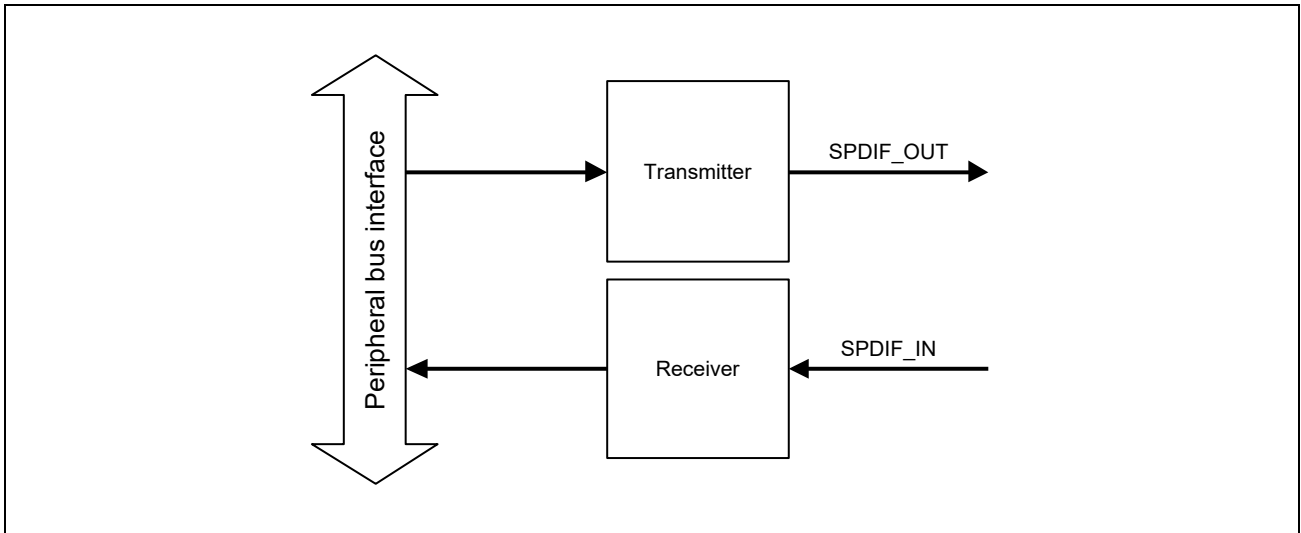 Peripheral bus interface
Transmitter
SPDIF_OUT
Receiver
SPDIF_IN